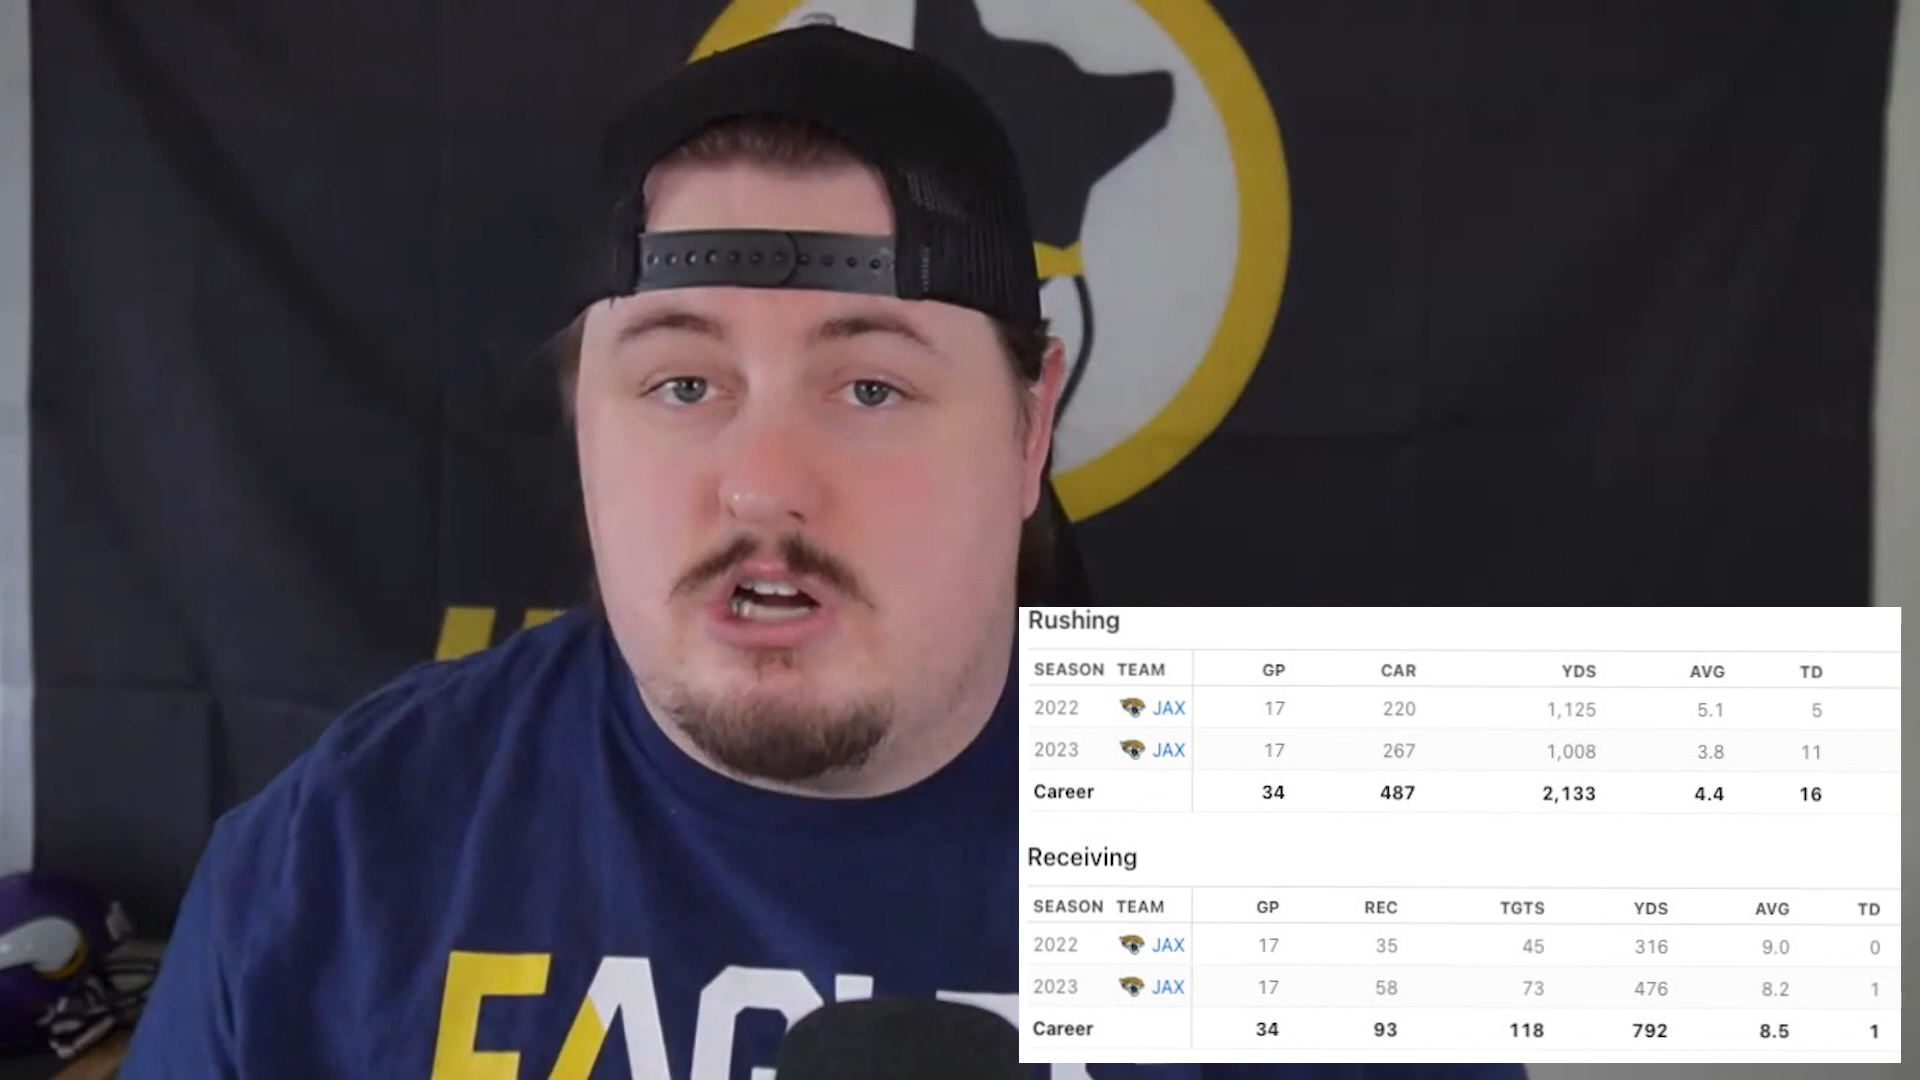 EAGL
Rushing
SEASON TEAM GP CAR YDS AVG TD
2022 JAX 17 220 1,125 5.1 5
2023 JAX 17 267 1,008 3.8 11
Career 34 487 2,133 4.4 16
Receiving
SEASON TEAM GP REC TGTS YDS AVG TD
2022 JAX 17 35 45 316 9.0 0
2023 JAX 17 58 73 476 8.2 1
Career 34 93 118 792 8.5 1